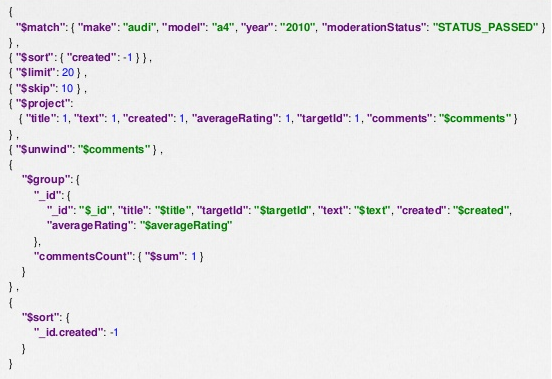 {
"$match": { "make": "audi", "model": "a4", "year": "2010", "moderationStatus": "STATUS_PASSED" }
} ,
{ "$sort": { "created": -1 } } ,
{ "$limit": 20 } ,
{ "$skip": 10 } ,
{ "$project":
{ "title": 1, "text": 1, "created": 1, "averageRating": 1, "targetId": 1, "comments": "$comments" }
} ,
{ "$unwind": "$comments" } ,
{
"$group": {
"_id": {
"_id": "$_id", "title": "$title", "targetId": "$targetId", "text": "$text", "created": "$created",
"averageRating": "$averageRating"
},
"commentsCount": { "$sum": 1 }
}
} ,
{
"$sort": {
"_id.created": -1
}
}